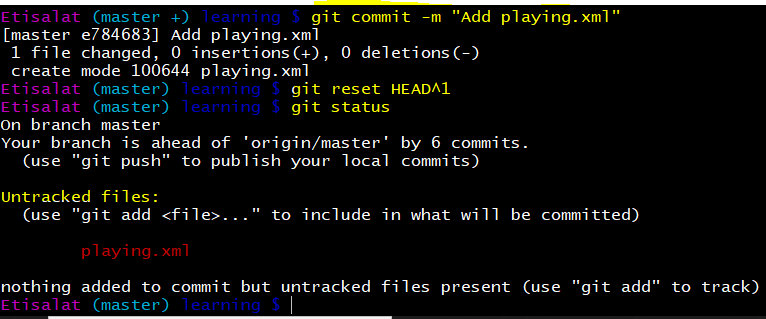 Etisalat (master +) learning $ git commit -m "Add playing.xml"
[master e784683] Add playing.xml
 1 file changed, 0 insertions(+), 0 deletions(-)
 create mode 100644 playing.xml
Etisalat (master) learning $ git reset HEAD^1
Etisalat (master) learning $ git status
On branch master
Your branch is ahead of 'origin/master' by 6 commits.
  (use "git push" to publish your local commits)

Untracked files:
  (use "git add <file>..." to include in what will be committed)

        playing.xml

nothing added to commit but untracked files present (use "git add" to track)
Etisalat (master) learning $